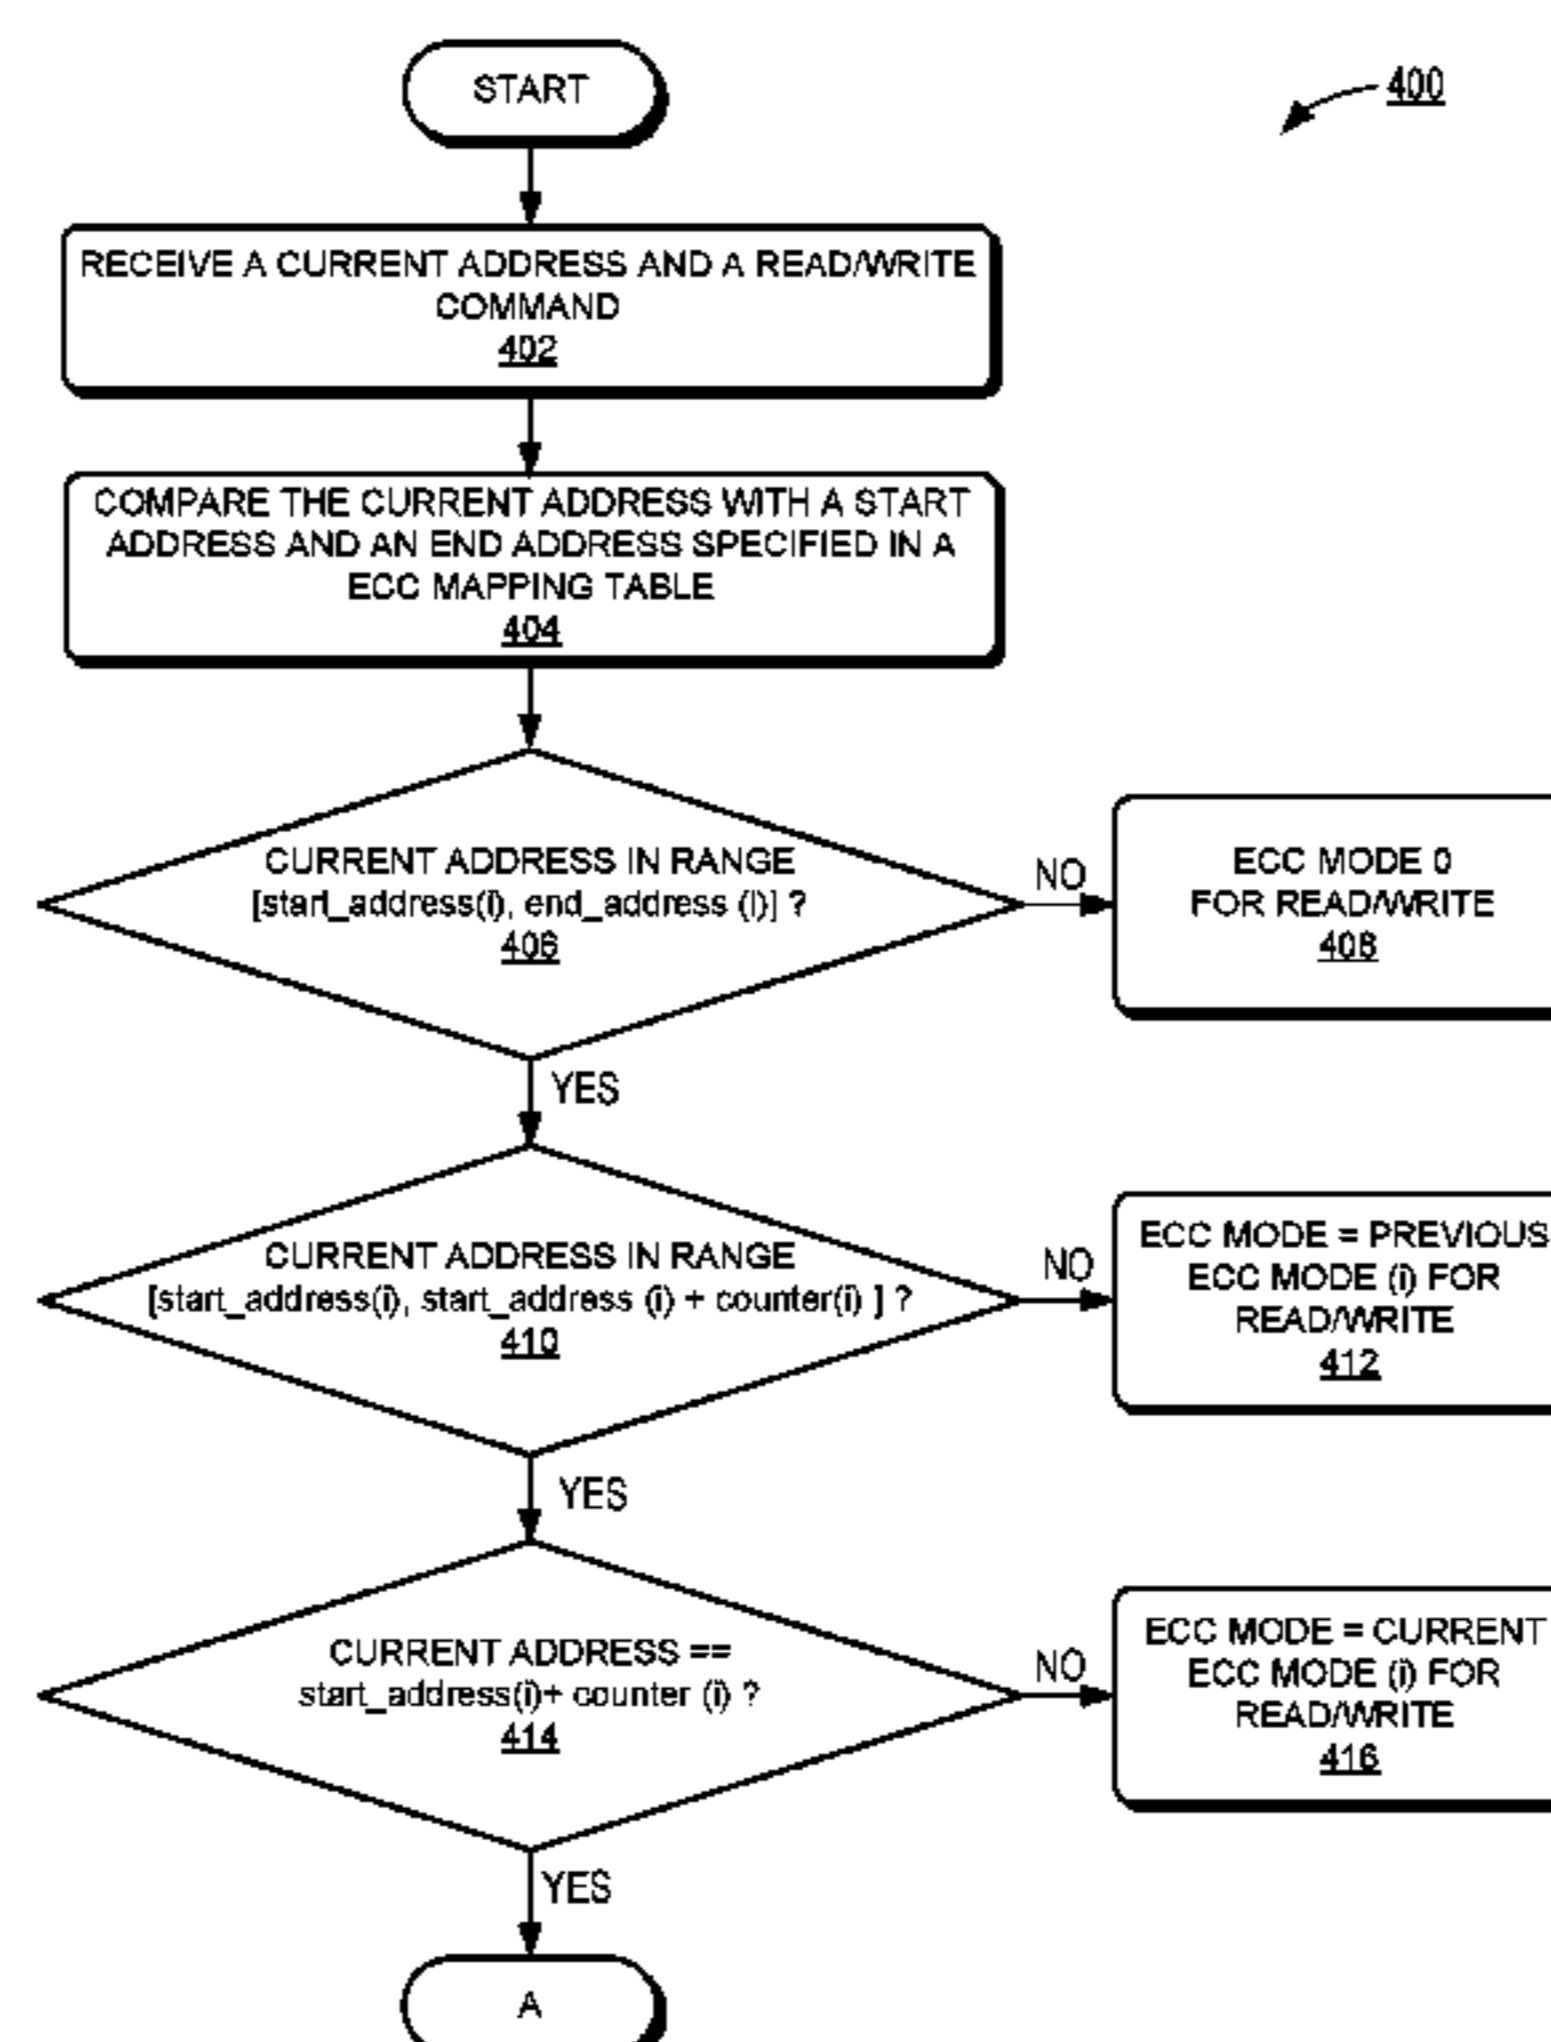 START
400
RECEIVE A CURRENT ADDRESS AND A READ/WRITE
COMMAND
402
COMPARE THE CURRENT ADDRESS WITH A START
ADDRESS AND AN END ADDRESS SPECIFIED IN A
ECC MAPPING TABLE
404
CURRENT ADDRESS IN RANGE
[start_address(i), end_address (i)] ?
406
NO
ECC MODE 0
FOR READ/WRITE
408
YES
CURRENT ADDRESS IN RANGE
[start_address(i), start_address (i) + counter(i) ] ?
410
NO
ECC MODE = PREVIOUS
ECC MODE (i) FOR
READ/WRITE
412
YES
CURRENT ADDRESS ==
start_address(i)+ counter (i) ?
414
NO
ECC MODE = CURRENT
ECC MODE (i) FOR
READ/WRITE
416
YES
A